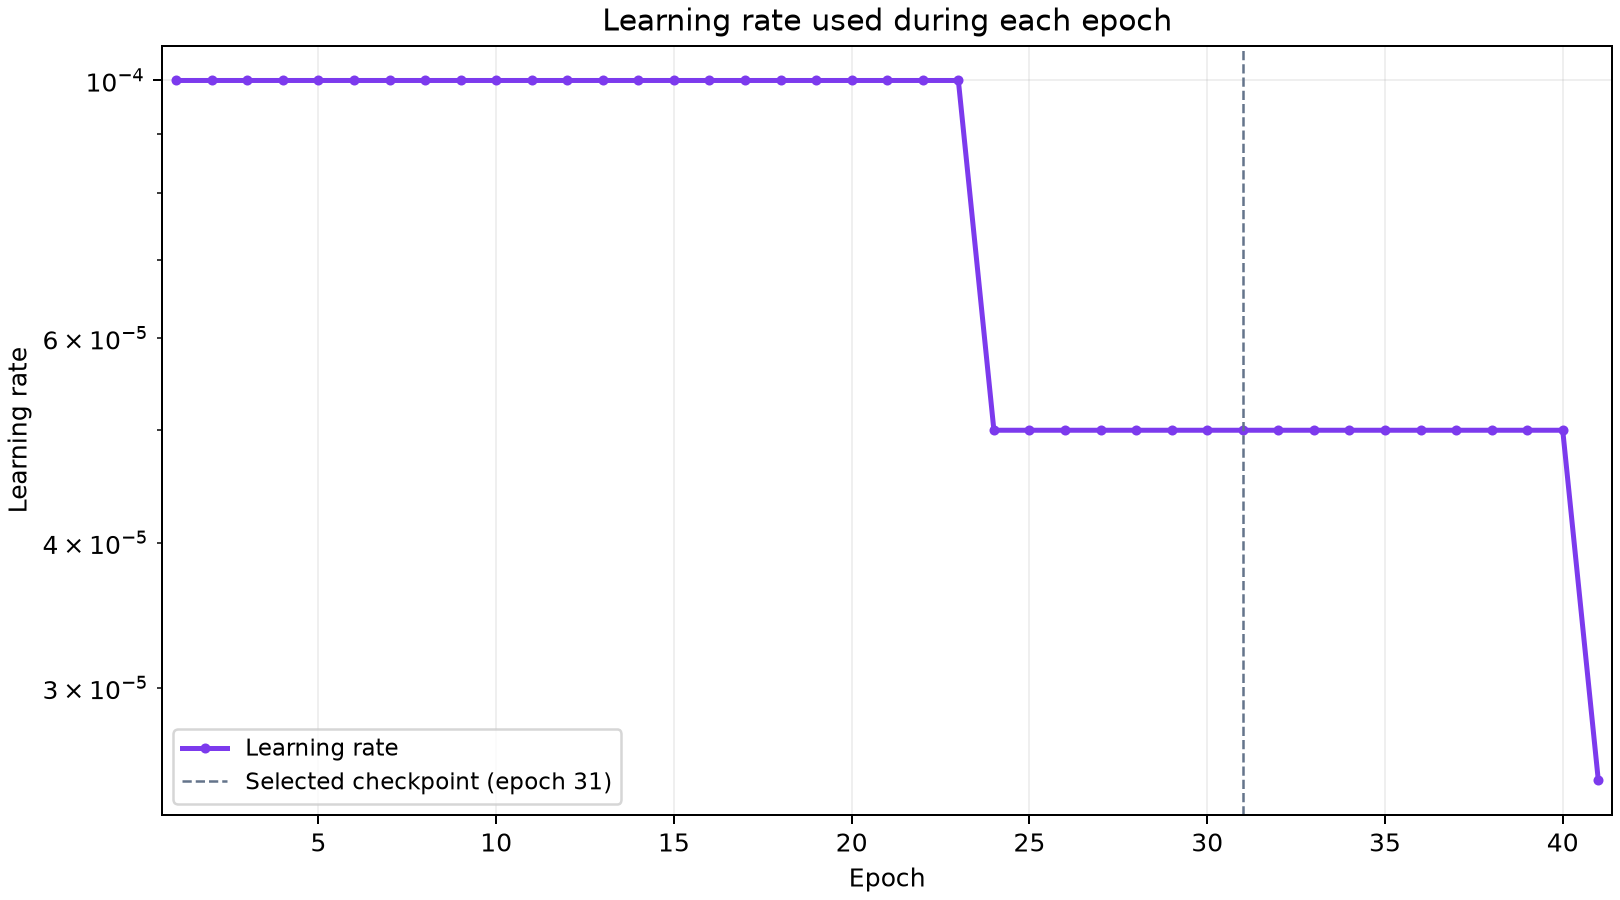 Learning rate used during each epoch
Learning rate
10⁻⁴
6 × 10⁻⁵
4 × 10⁻⁵
3 × 10⁻⁵
Learning rate
Selected checkpoint (epoch 31)
5 10 15 20 25 30 35 40
Epoch